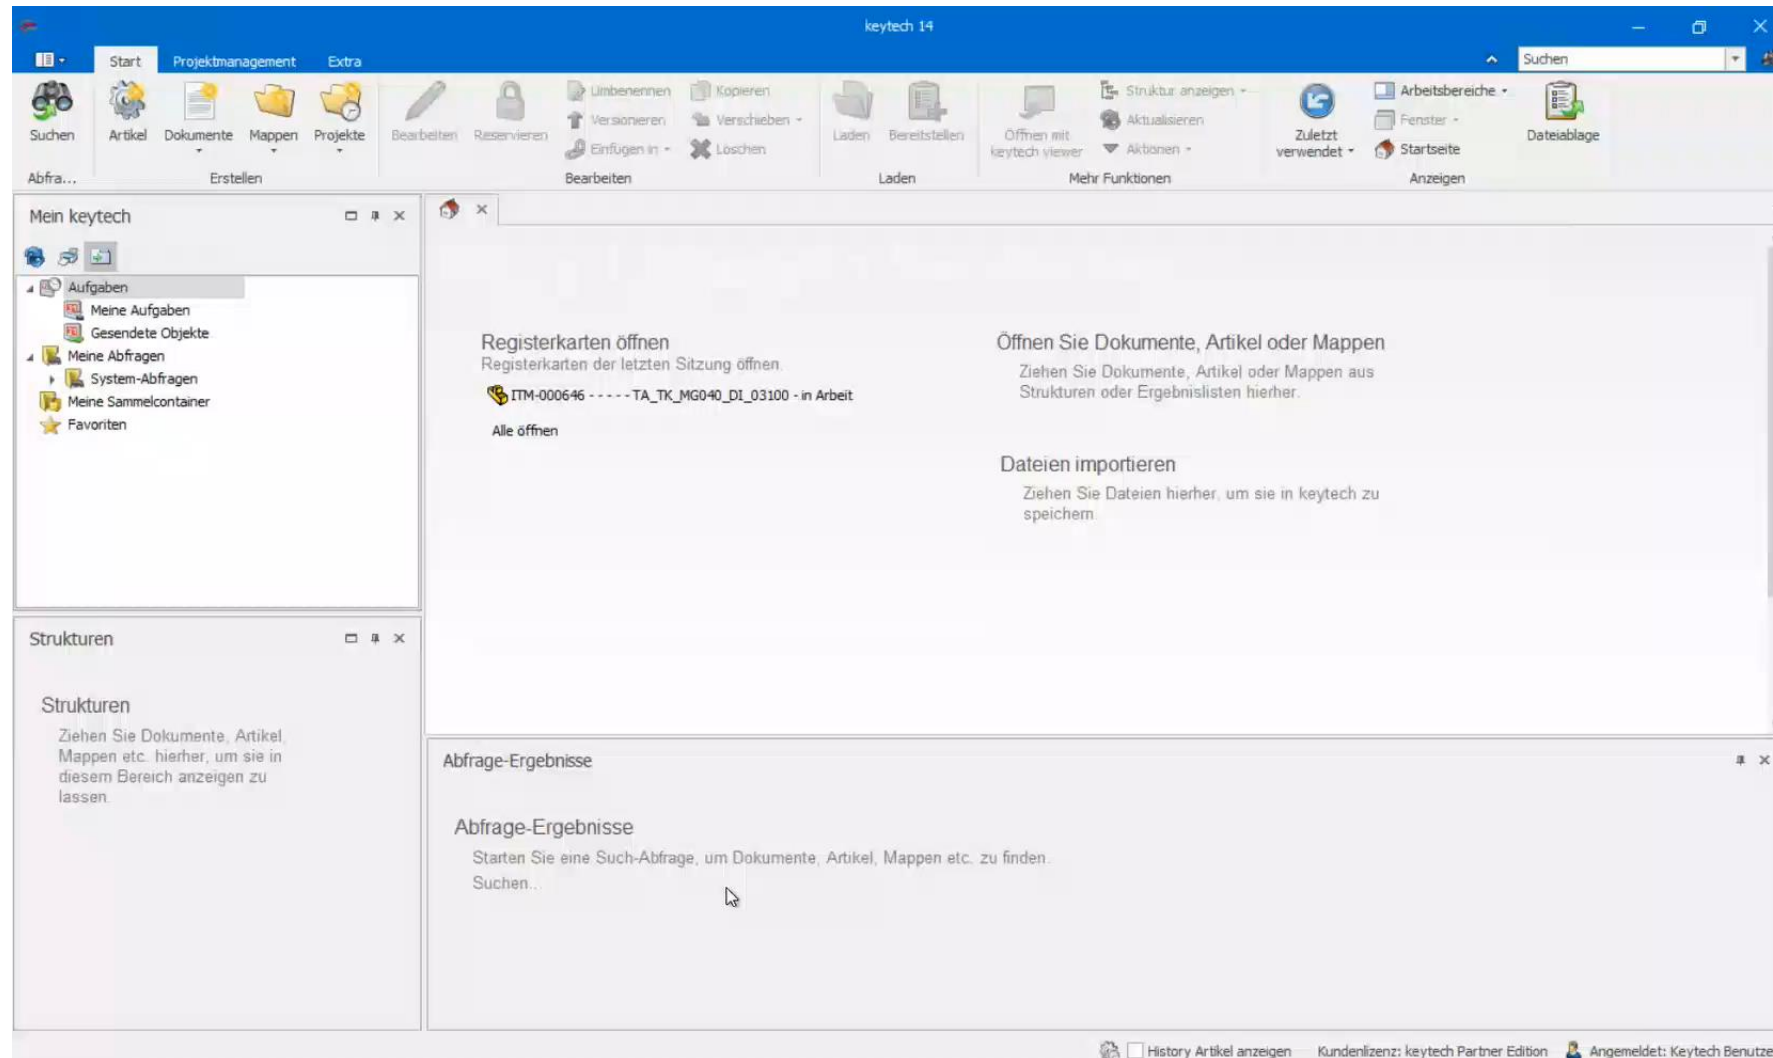 keytech 14
Start Projektmanagement Extra
Suchen
Suchen Artikel Dokumente Mappen Projekte Bearbeiten Reservieren
Umbenennen Kopieren
Versionieren Verschieben
Einfügen in Löschen
Laden Bereitstellen
Öffnen mit
keytech viewer
Struktur anzeigen
Aktualisieren
Aktionen
Zuletzt
verwendet
Arbeitsbereiche
Fenster
Startseite
Dateiablage
Abfra... Erstellen Bearbeiten Laden Mehr Funktionen Anzeigen
Mein keytech
Aufgaben
Meine Aufgaben
Gesendete Objekte
Meine Abfragen
System-Abfragen
Meine Sammelcontainer
Favoriten
Registerkarten öffnen
Registerkarten der letzten Sitzung öffnen.
ITM-000646 - - - - - TA_TK_MG040_DI_03100 - in Arbeit
Alle öffnen
Öffnen Sie Dokumente, Artikel oder Mappen
Ziehen Sie Dokumente, Artikel oder Mappen aus
Strukturen oder Ergebnislisten hierher.
Dateien importieren
Ziehen Sie Dateien hierher, um sie in keytech zu
speichern.
Strukturen
Strukturen
Ziehen Sie Dokumente, Artikel,
Mappen etc. hierher, um sie in
diesem Bereich anzeigen zu
lassen.
Abfrage-Ergebnisse
Abfrage-Ergebnisse
Starten Sie eine Such-Abfrage, um Dokumente, Artikel, Mappen etc. zu finden.
Suchen...
History Artikel anzeigen Kundenlizenz: keytech Partner Edition Angemeldet: Keytech Benutze